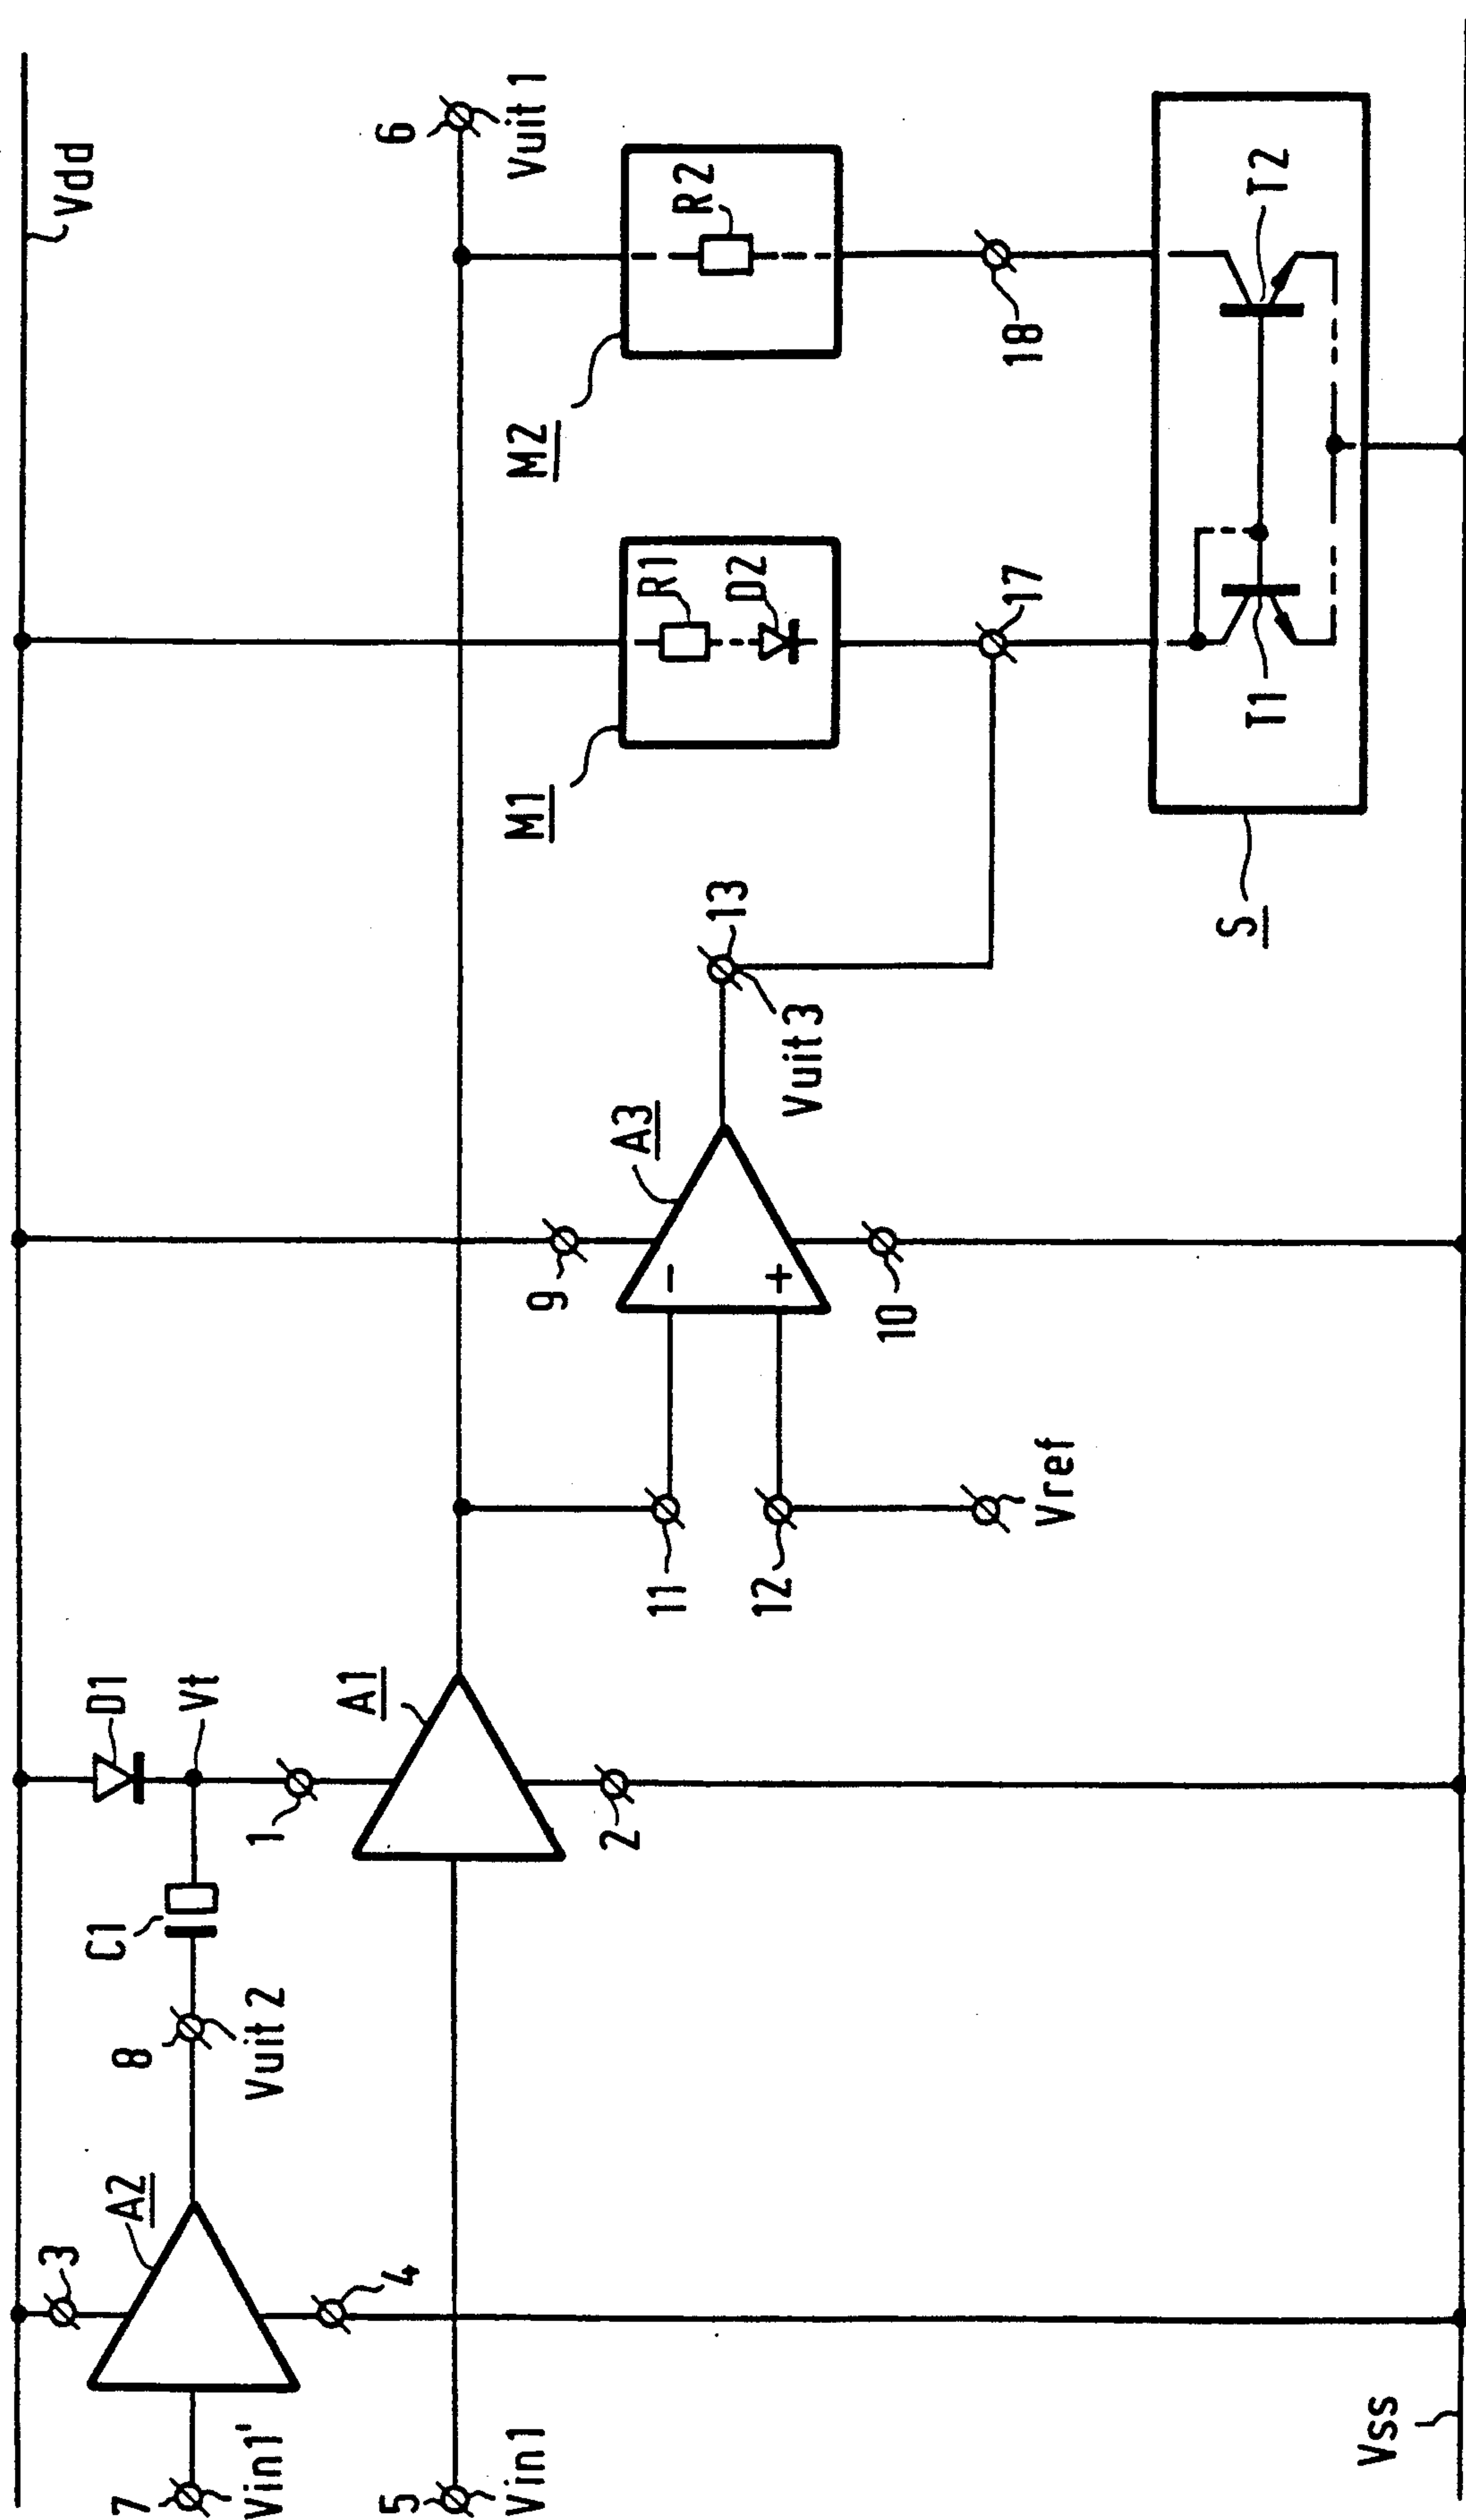 Vdd
3
A2
7
Vin1'
4
8
Vuit 2
C1
D1
Vt
1
A1
2
5
Vin1
6
Vuit 1
9
A3
-
+
10
11
12
Vref
13
Vuit 3
M1
R1
D2
17
M2
R2
18
S
T1
T2
Vss